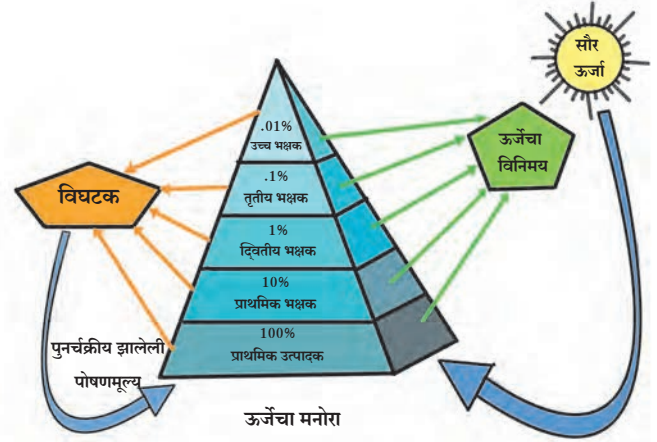 सौर
ऊर्जा
.01%
उच्च भक्षक
ऊर्जेचा
विनिमय
.1%
तृतीय भक्षक
विघटक
1%
द्वितीय भक्षक
10%
प्राथमिक भक्षक
100%
प्राथमिक उत्पादक
पुनर्चक्रीय झालेली
पोषणमूल्य
ऊर्जेचा मनोरा